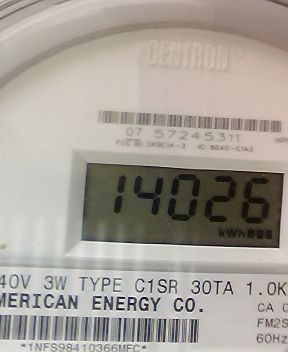 CENTRON
07 57245311
14026
kWh
40V 3W TYPE C1SR 30TA 1.0K
MERICAN ENERGY CO.
CA 0
FM2S
60Hz
*1NFS98410366MFC*